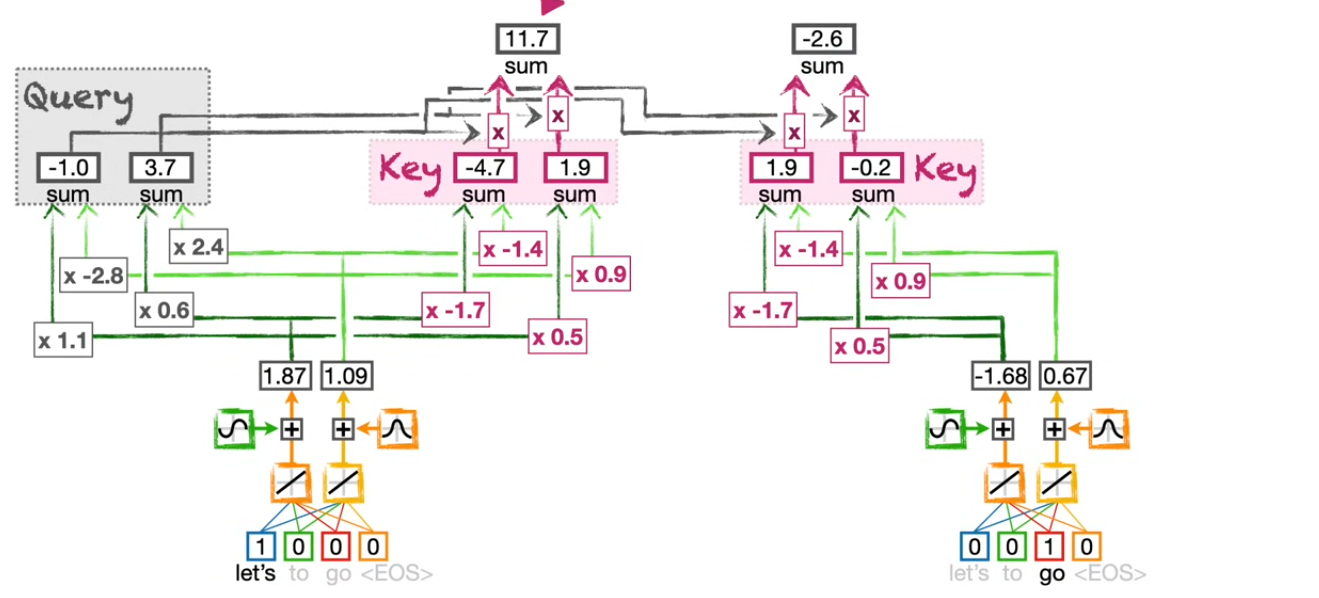 11.7 -2.6
sum sum
Query
x x x x
-1.0 3.7 Key -4.7 1.9 1.9 -0.2 Key
sum sum sum sum sum sum
x 2.4 x -1.4 x -1.4
x -2.8 x 0.9 x 0.9
x 0.6 x -1.7 x -1.7
x 1.1 x 0.5 x 0.5
1.87 1.09 -1.68 0.67
+ + + +
1 0 0 0 0 0 1 0
let's to go <EOS> let's to go <EOS>